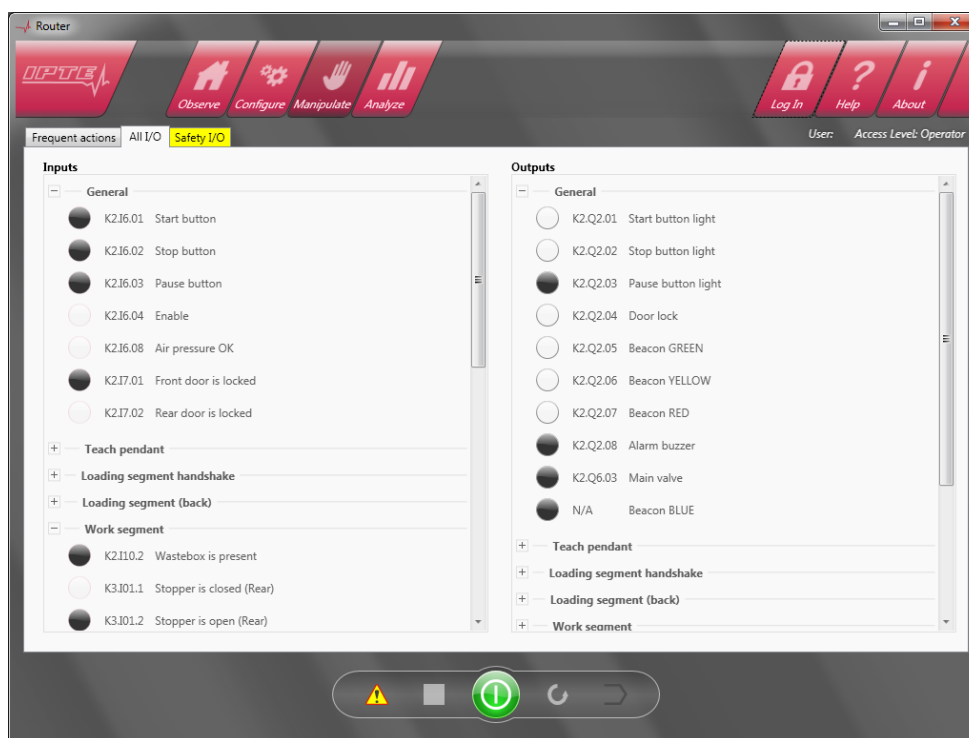 Router
IPTE
Observe
Configure
Manipulate
Analyze
Log In
Help
About
Frequent actions
All I/O
Safety I/O
User:
Access Level: Operator
Inputs
General
K2.I6.01 Start button
K2.I6.02 Stop button
K2.I6.03 Pause button
K2.I6.04 Enable
K2.I6.08 Air pressure OK
K2.I7.01 Front door is locked
K2.I7.02 Rear door is locked
Teach pendant
Loading segment handshake
Loading segment (back)
Work segment
K2.I10.2 Wastebox is present
K3.I01.1 Stopper is closed (Rear)
K3.I01.2 Stopper is open (Rear)
Outputs
General
K2.Q2.01 Start button light
K2.Q2.02 Stop button light
K2.Q2.03 Pause button light
K2.Q2.04 Door lock
K2.Q2.05 Beacon GREEN
K2.Q2.06 Beacon YELLOW
K2.Q2.07 Beacon RED
K2.Q2.08 Alarm buzzer
K2.Q6.03 Main valve
N/A Beacon BLUE
Teach pendant
Loading segment handshake
Loading segment (back)
Work segment